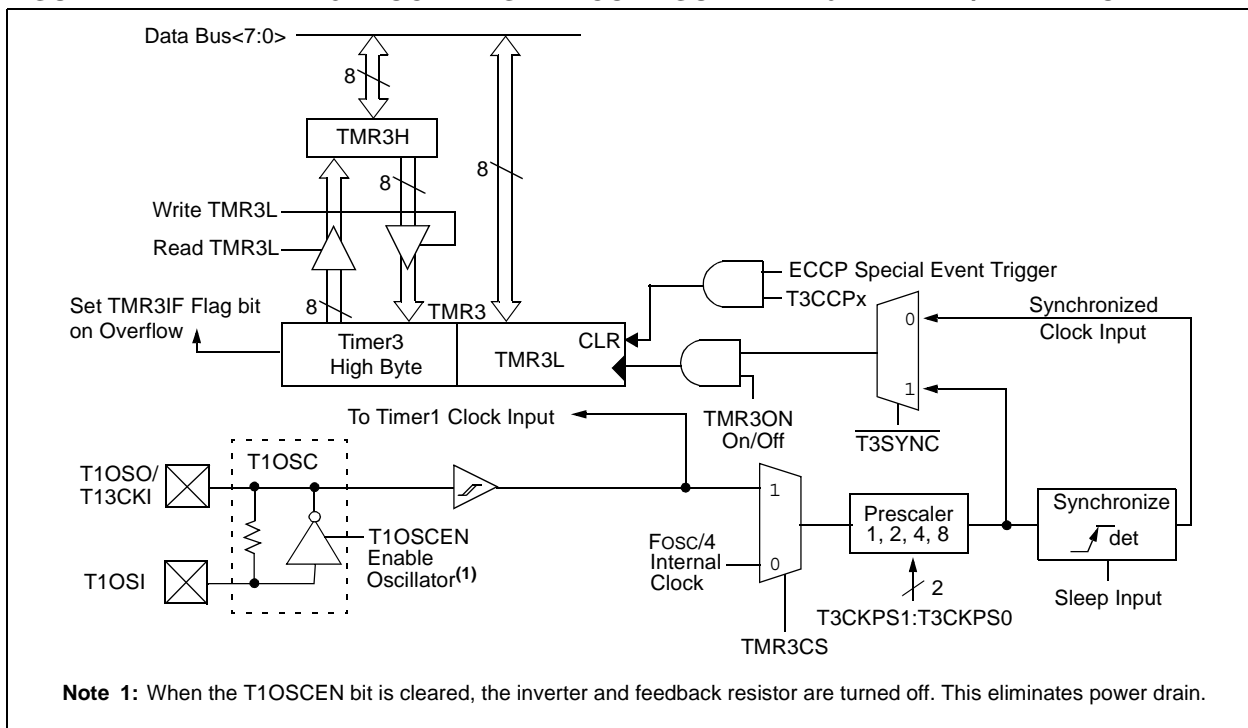 Data Bus<7:0>
8
TMR3H
8
8
Write TMR3L
Read TMR3L
8
TMR3
Set TMR3IF Flag bit
on Overflow
Timer3
High Byte
TMR3L
CLR
ECCP Special Event Trigger
T3CCPx
0
1
Synchronized
Clock Input
TMR3ON
On/Off
T3SYNC
To Timer1 Clock Input
T1OSC
T1OSO/
T13CKI
T1OSI
T1OSCEN
Enable
Oscillator(1)
FOSC/4
Internal
Clock
1
0
TMR3CS
Prescaler
1, 2, 4, 8
2
T3CKPS1:T3CKPS0
Synchronize
det
Sleep Input
Note 1: When the T1OSCEN bit is cleared, the inverter and feedback resistor are turned off. This eliminates power drain.